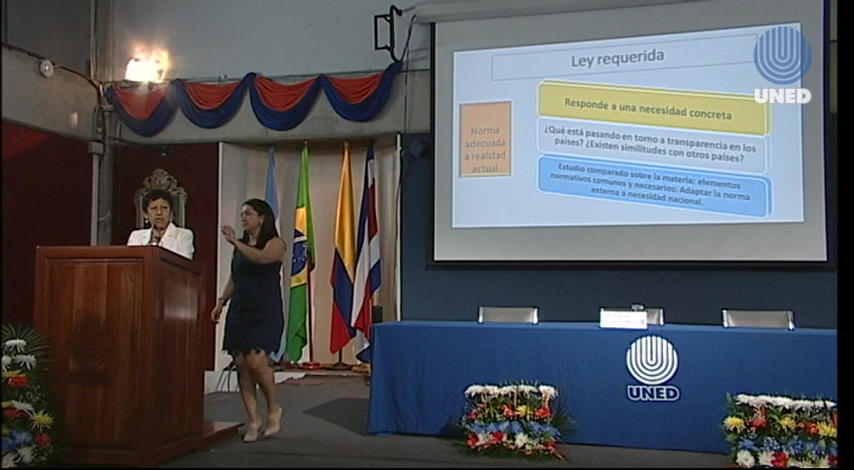 Ley requerida
UNED
Responde a una necesidad concreta
Norma
adecuada
a realidad
actual
¿Qué está pasando en torno a transparencia en los
países? ¿Existen similitudes con otros países?
Estudio comparado sobre la materia: elementos
normativos comunes y necesarios: Adaptar la norma
externa a necesidad nacional.
UNED